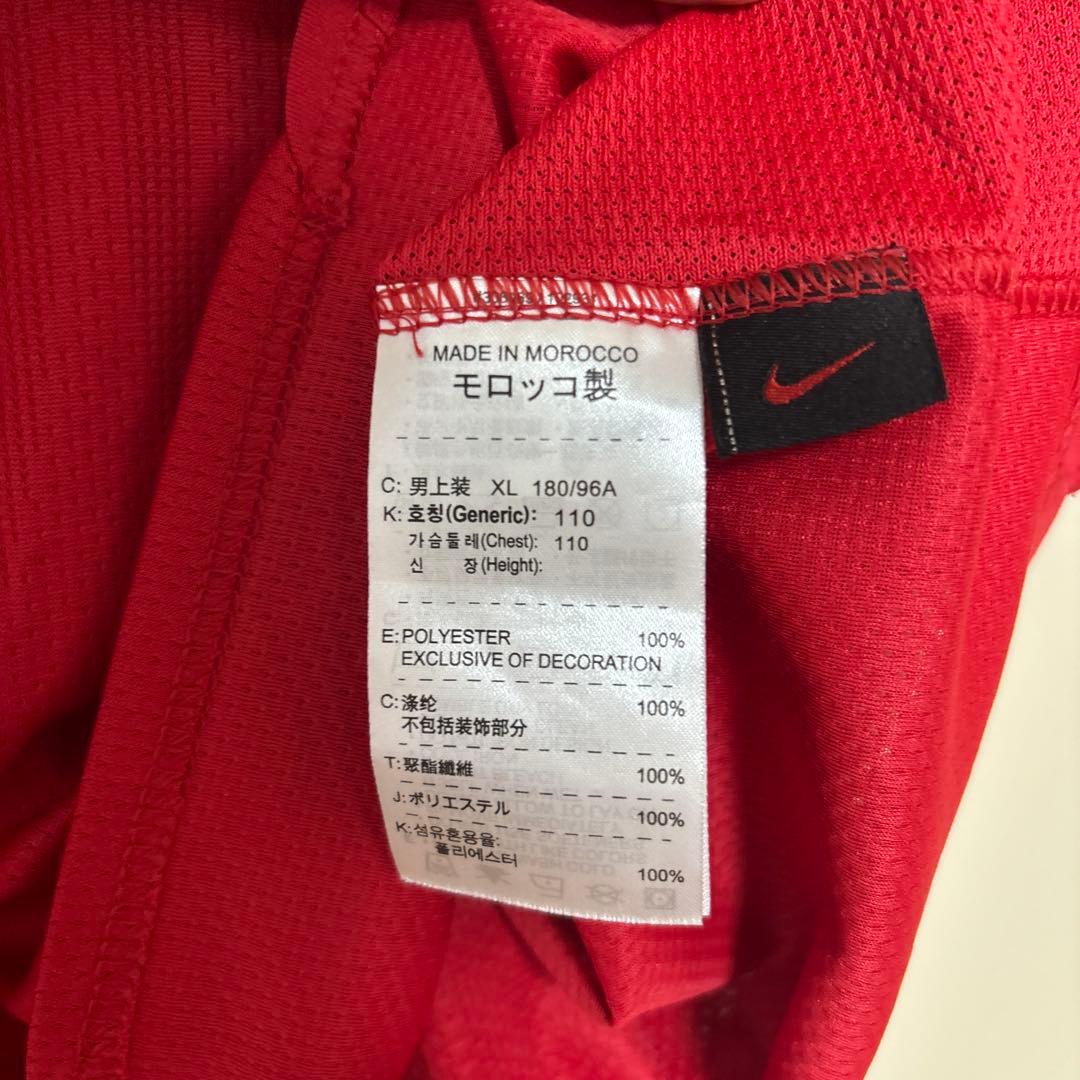 MADE IN MOROCCO
モロッコ製
C: 男上装 XL 180/96A
K: 호칭(Generic): 110
가슴둘레(Chest): 110
신 장(Height):
E: POLYESTER 100%
EXCLUSIVE OF DECORATION
C: 涤纶 100%
不包括装饰部分
T: 聚酯纖維 100%
J: ポリエステル 100%
K: 섬유혼용율:
폴리에스터 100%